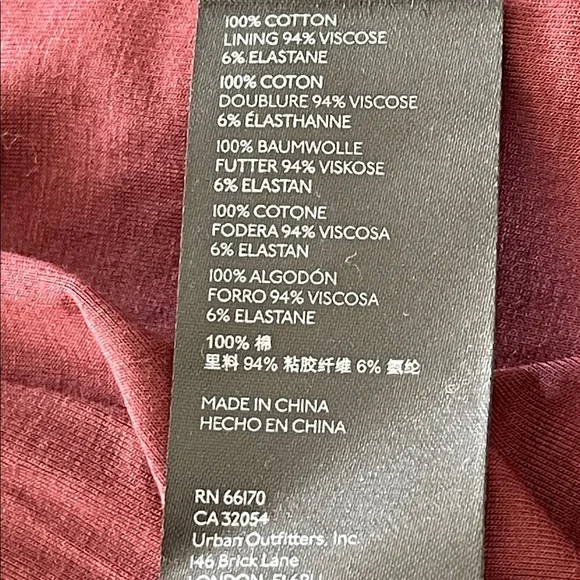 100% COTTON
LINING 94% VISCOSE
6% ELASTANE
100% COTON
DOUBLURE 94% VISCOSE
6% ÉLASTHANNE
100% BAUMWOLLE
FUTTER 94% VISKOSE
6% ELASTAN
100% COTONE
FODERA 94% VISCOSA
6% ELASTAN
100% ALGODÓN
FORRO 94% VISCOSA
6% ELASTANE
100% 棉
里料 94% 粘胶纤维 6% 氨纶
MADE IN CHINA
HECHO EN CHINA
RN 66170
CA 32054
Urban Outfitters, Inc.
146 Brick Lane
LONDON